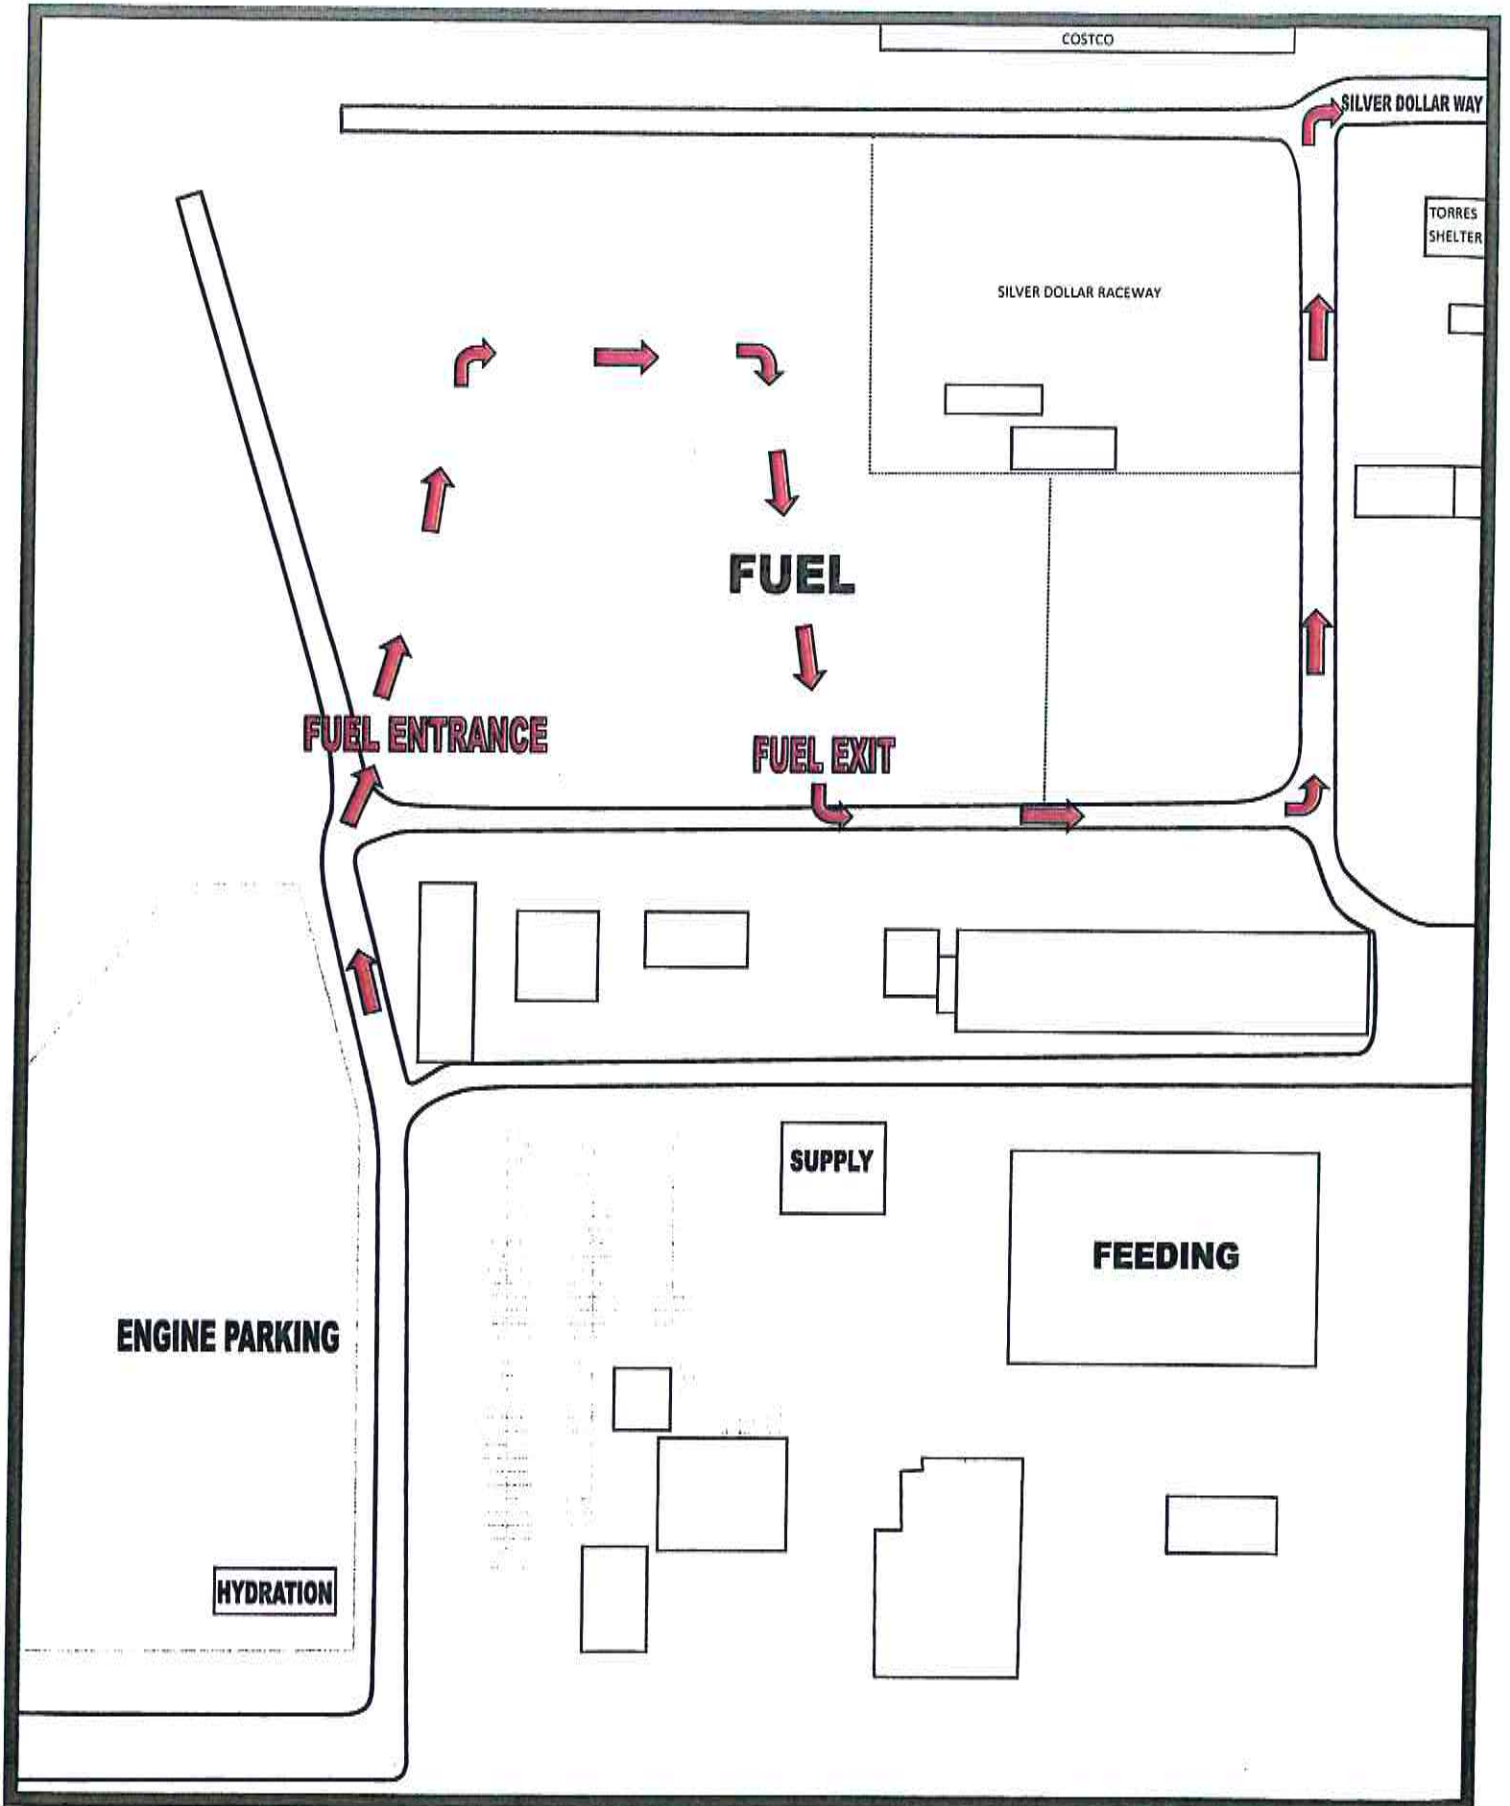 COSTCO
SILVER DOLLAR WAY
TORRES
SHELTER
SILVER DOLLAR RACEWAY
FUEL
FUEL ENTRANCE
FUEL EXIT
SUPPLY
FEEDING
ENGINE PARKING
HYDRATION